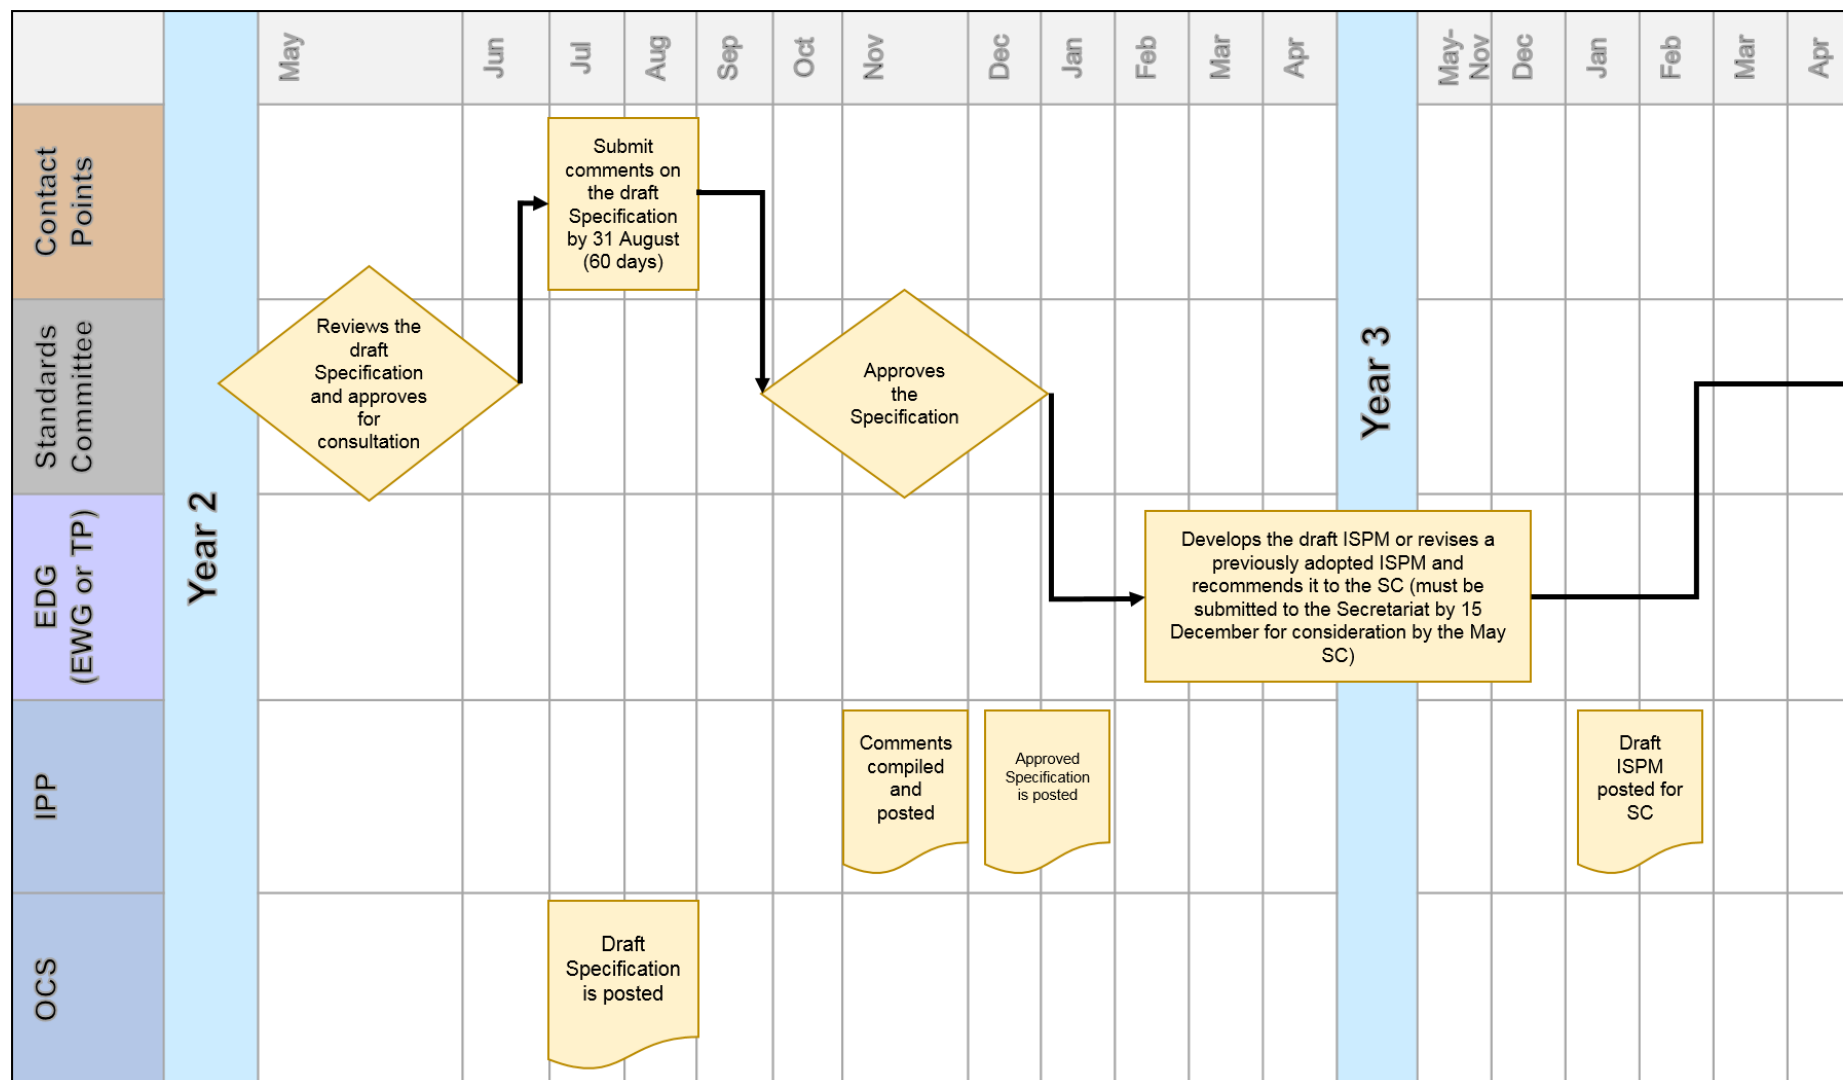 May
Jun
Jul
Aug
Sep
Oct
Nov
Dec
Jan
Feb
Mar
Apr
May-
Nov
Dec
Jan
Feb
Mar
Apr
Year 2
Year 3
Contact
Points
Submit
comments on
the draft
Specification
by 31 August
(60 days)
Standards
Committee
Reviews the
draft
Specification
and approves
for
consultation
Approves
the
Specification
EDG
(EWG or TP)
Develops the draft ISPM or revises a
previously adopted ISPM and
recommends it to the SC (must be
submitted to the Secretariat by 15
December for consideration by the May
SC)
IPP
Comments
compiled
and
posted
Approved
Specification
is posted
Draft
ISPM
posted for
SC
OCS
Draft
Specification
is posted